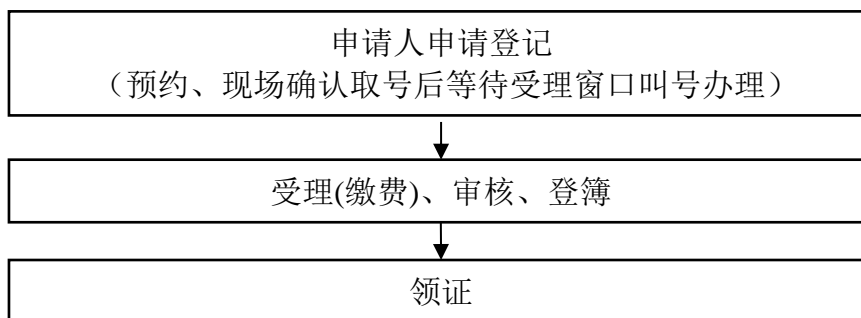 申请人申请登记
（预约、现场确认取号后等待受理窗口叫号办理）
受理(缴费)、审核、登簿
领证